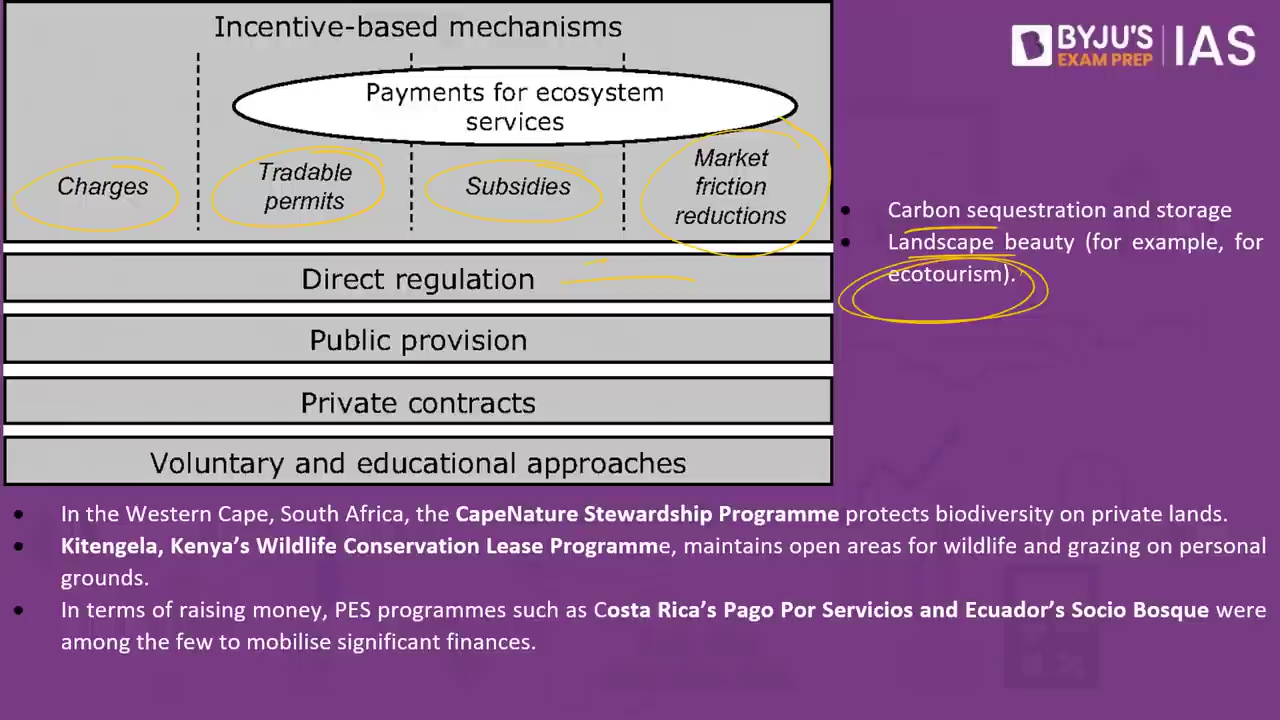 Incentive-based mechanisms
Payments for ecosystem
services
Charges
Tradable
permits
Subsidies
Market
friction
reductions
Direct regulation
Public provision
Private contracts
Voluntary and educational approaches
BYJU'S
EXAM PREP
IAS
• Carbon sequestration and storage
• Landscape beauty (for example, for
ecotourism).
• In the Western Cape, South Africa, the CapeNature Stewardship Programme protects biodiversity on private lands.
• Kitengela, Kenya's Wildlife Conservation Lease Programme, maintains open areas for wildlife and grazing on personal
grounds.
• In terms of raising money, PES programmes such as Costa Rica's Pago Por Servicios and Ecuador's Socio Bosque were
among the few to mobilise significant finances.